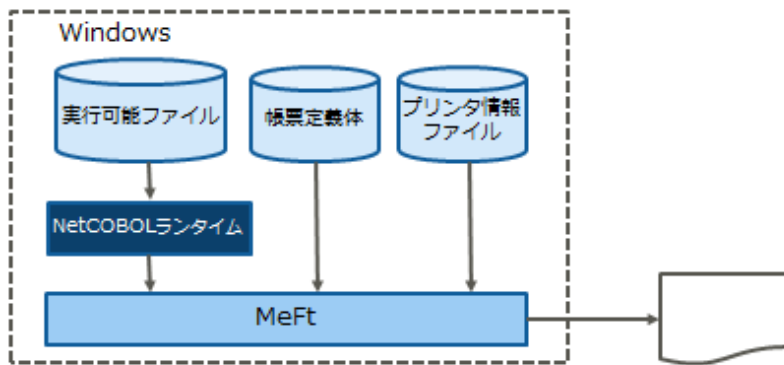 Windows
実行可能ファイル
帳票定義体
プリンタ情報
ファイル
NetCOBOLランタイム
MeFt